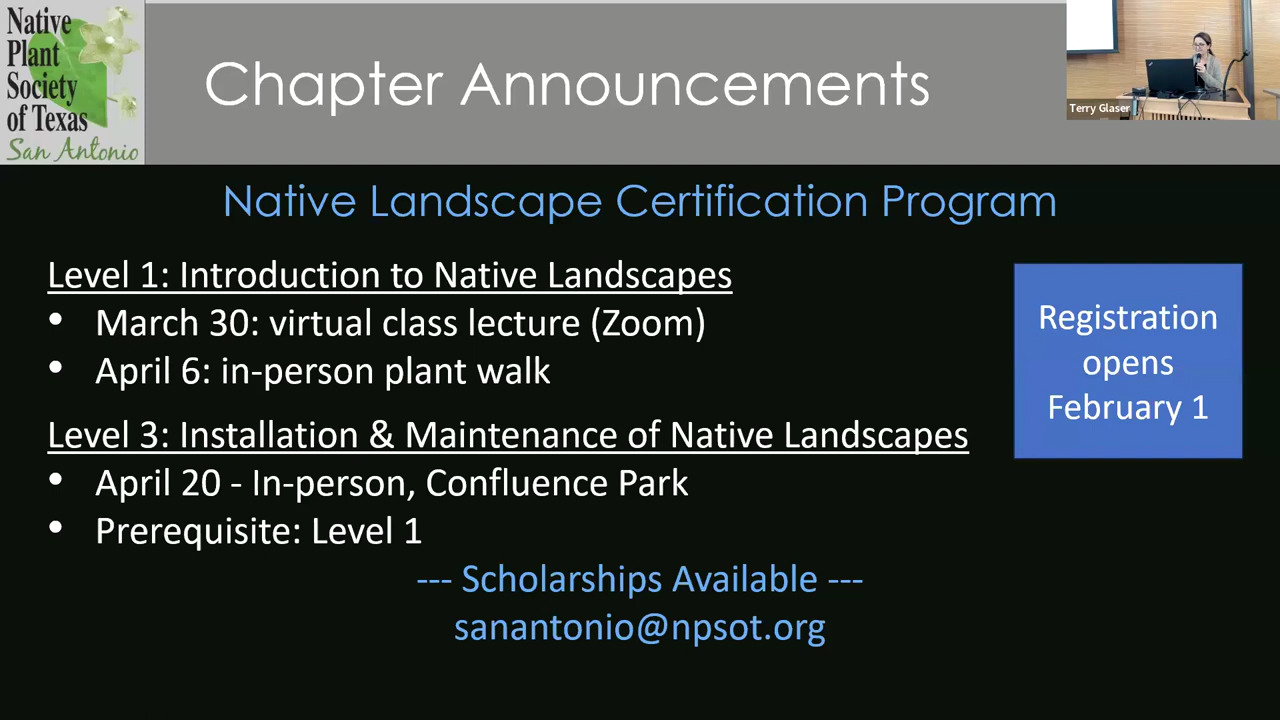 Native
Plant
Society
of Texas
San Antonio
Chapter Announcements
Terry Glaser
Native Landscape Certification Program
Level 1: Introduction to Native Landscapes
• March 30: virtual class lecture (Zoom)
• April 6: in-person plant walk
Registration
opens
February 1
Level 3: Installation & Maintenance of Native Landscapes
• April 20 - In-person, Confluence Park
• Prerequisite: Level 1
--- Scholarships Available ---
sanantonio@npsot.org